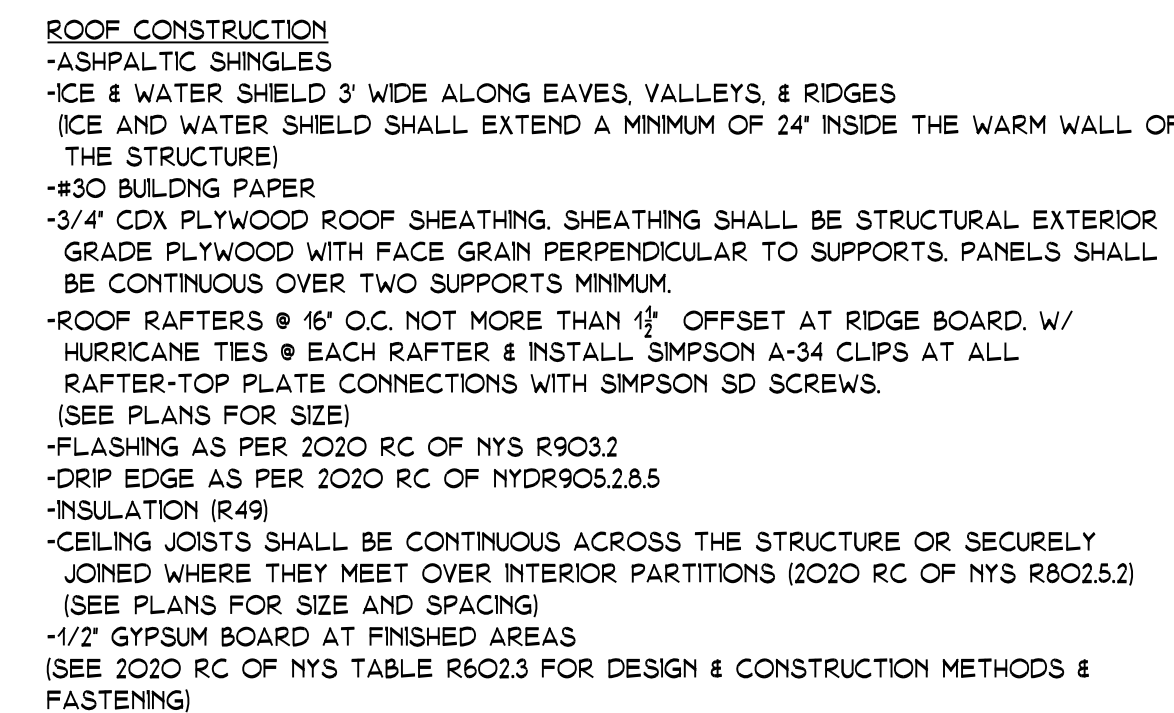 ROOF CONSTRUCTION
-ASHPALTIC SHINGLES
-ICE & WATER SHIELD 3' WIDE ALONG EAVES, VALLEYS, & RIDGES
(ICE AND WATER SHIELD SHALL EXTEND A MINIMUM OF 24" INSIDE THE WARM WALL OF
THE STRUCTURE)
-#30 BUILDNG PAPER
-3/4" CDX PLYWOOD ROOF SHEATHING. SHEATHING SHALL BE STRUCTURAL EXTERIOR
GRADE PLYWOOD WITH FACE GRAIN PERPENDICULAR TO SUPPORTS. PANELS SHALL
BE CONTINUOUS OVER TWO SUPPORTS MINIMUM.
-ROOF RAFTERS @ 16" O.C. NOT MORE THAN 1½" OFFSET AT RIDGE BOARD. W/
HURRICANE TIES @ EACH RAFTER & INSTALL SIMPSON A-34 CLIPS AT ALL
RAFTER-TOP PLATE CONNECTIONS WITH SIMPSON SD SCREWS.
(SEE PLANS FOR SIZE)
-FLASHING AS PER 2020 RC OF NYS R903.2
-DRIP EDGE AS PER 2020 RC OF NYDR905.2.8.5
-INSULATION (R49)
-CEILING JOISTS SHALL BE CONTINUOUS ACROSS THE STRUCTURE OR SECURELY
JOINED WHERE THEY MEET OVER INTERIOR PARTITIONS (2020 RC OF NYS R802.5.2)
(SEE PLANS FOR SIZE AND SPACING)
-1/2" GYPSUM BOARD AT FINISHED AREAS
(SEE 2020 RC OF NYS TABLE R602.3 FOR DESIGN & CONSTRUCTION METHODS &
FASTENING)